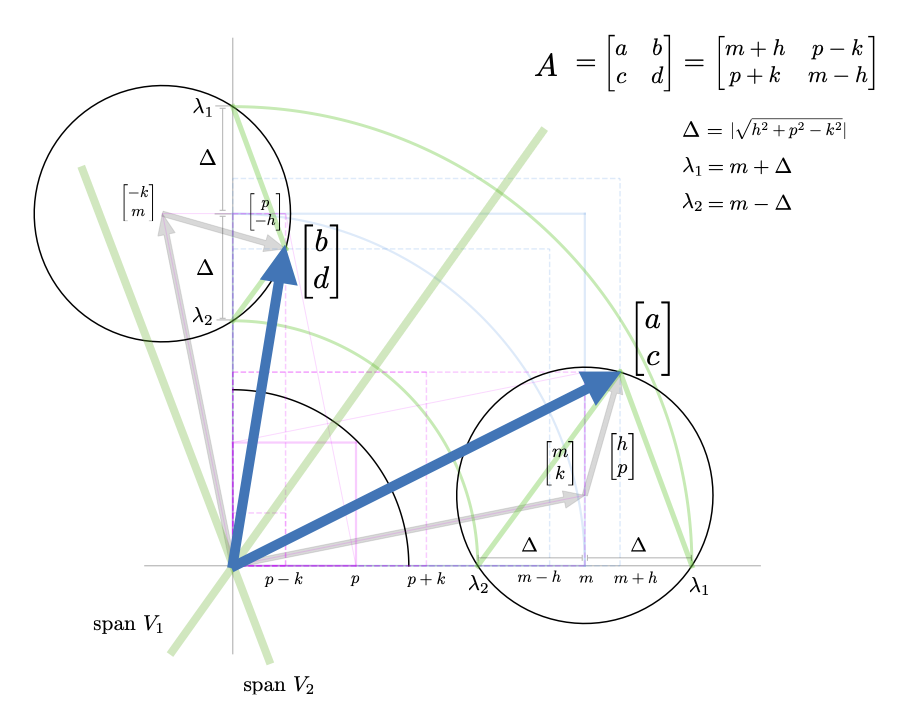 A = [a b; c d] = [m + h p − k; p + k m − h]
Δ = |√h² + p² − k²|
λ₁ = m + Δ
λ₂ = m − Δ
λ₁
Δ
[−k; m]
[p; −h]
[b; d]
Δ
λ₂
[a; c]
[m; k]
[h; p]
Δ
Δ
p − k
p
p + k
λ₂
m − h
m
m + h
λ₁
span V₁
span V₂